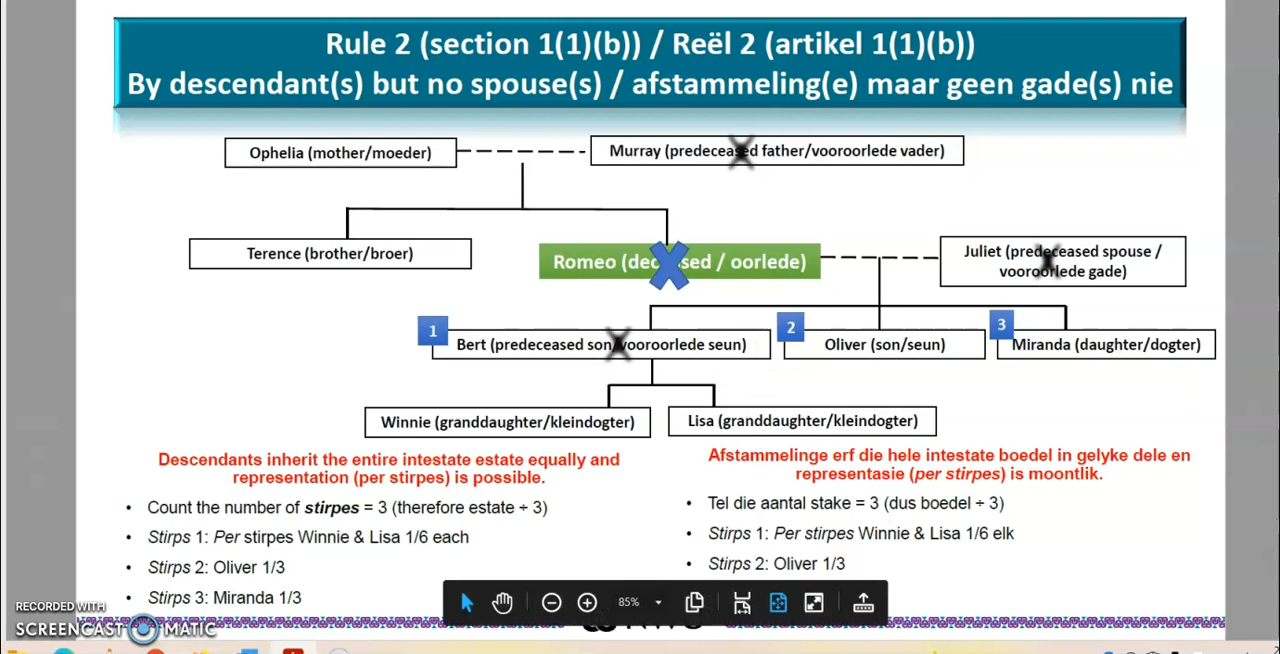 Rule 2 (section 1(1)(b)) / Reël 2 (artikel 1(1)(b))
By descendant(s) but no spouse(s) / afstammeling(e) maar geen gade(s) nie
Ophelia (mother/moeder)
Murray (predeceased father/vooroorlede vader)
Terence (brother/broer)
Romeo (deceased / oorlede)
Juliet (predeceased spouse /
vooroorlede gade)
1
2
3
Bert (predeceased son/vooroorlede seun)
Oliver (son/seun)
Miranda (daughter/dogter)
Winnie (granddaughter/kleindogter)
Lisa (granddaughter/kleindogter)
Descendants inherit the entire intestate estate equally and
representation (per stirpes) is possible.
• Count the number of stirpes = 3 (therefore estate ÷ 3)
• Stirps 1: Per stirpes Winnie & Lisa 1/6 each
• Stirps 2: Oliver 1/3
• Stirps 3: Miranda 1/3
Afstammelinge erf die hele intestate boedel in gelyke dele en
representasie (per stirpes) is moontlik.
• Tel die aantal stake = 3 (dus boedel ÷ 3)
• Stirps 1: Per stirpes Winnie & Lisa 1/6 elk
• Stirps 2: Oliver 1/3
85%
RECORDED WITH
SCREENCAST MATIC